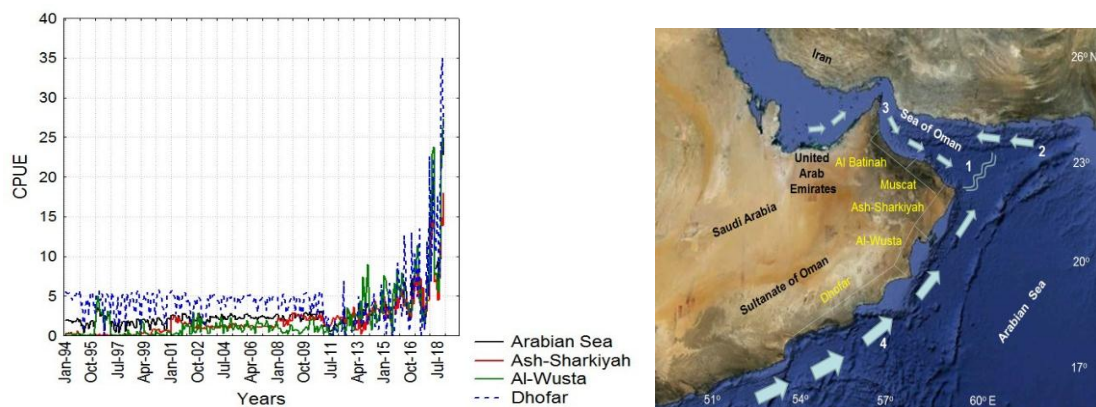 40
35
30
25
20
15
10
5
0
CPUE
Jan-94
Oct-95
Jul-97
Apr-99
Jan-01
Oct-02
Jul-04
Apr-06
Jan-08
Oct-09
Jul-11
Apr-13
Jan-15
Oct-16
Jul-18
Years
Arabian Sea
Ash-Sharkiyah
Al-Wusta
Dhofar
Iran
26° N
3
Sea of Oman
2
1
23°
United
Arab
Emirates
Al Batinah
Muscat
Ash-Sharkiyah
Saudi Arabia
Al-Wusta
20°
Sultanate of Oman
Dhofar
Arabian Sea
4
17°
51°
54°
57°
60° E